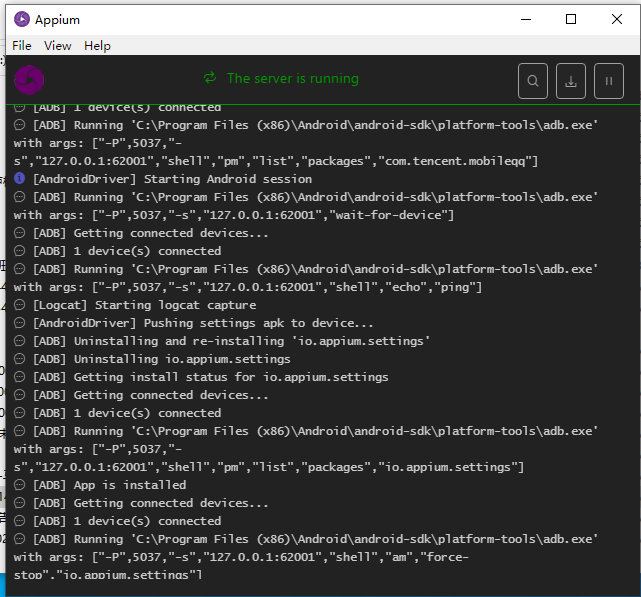 Appium
File View Help
The server is running
[ADB] 1 device(s) connected
[ADB] Running 'C:\Program Files (x86)\Android\android-sdk\platform-tools\adb.exe'
with args: ["-P",5037,"-
s","127.0.0.1:62001","shell","pm","list","packages","com.tencent.mobileqq"]
[AndroidDriver] Starting Android session
[ADB] Running 'C:\Program Files (x86)\Android\android-sdk\platform-tools\adb.exe'
with args: ["-P",5037,"-s","127.0.0.1:62001","wait-for-device"]
[ADB] Getting connected devices...
[ADB] 1 device(s) connected
[ADB] Running 'C:\Program Files (x86)\Android\android-sdk\platform-tools\adb.exe'
with args: ["-P",5037,"-s","127.0.0.1:62001","shell","echo","ping"]
[Logcat] Starting logcat capture
[AndroidDriver] Pushing settings apk to device...
[ADB] Uninstalling and re-installing 'io.appium.settings'
[ADB] Uninstalling io.appium.settings
[ADB] Getting install status for io.appium.settings
[ADB] Getting connected devices...
[ADB] 1 device(s) connected
[ADB] Running 'C:\Program Files (x86)\Android\android-sdk\platform-tools\adb.exe'
with args: ["-P",5037,"-
s","127.0.0.1:62001","shell","pm","list","packages","io.appium.settings"]
[ADB] App is installed
[ADB] Getting connected devices...
[ADB] 1 device(s) connected
[ADB] Running 'C:\Program Files (x86)\Android\android-sdk\platform-tools\adb.exe'
with args: ["-P",5037,"-s","127.0.0.1:62001","shell","am","force-
stop","io.appium.settings"]